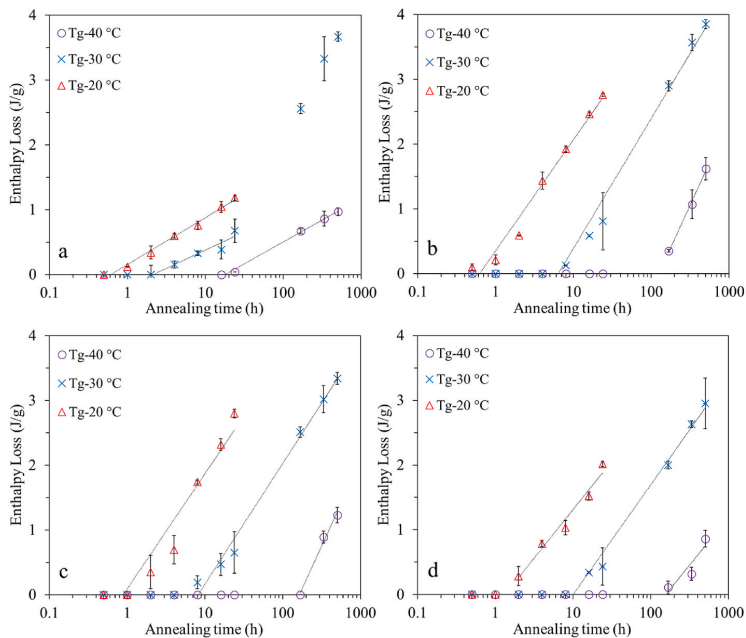 4
3
2
1
0
Enthalpy Loss (J/g)
Tg-40 °C
Tg-30 °C
Tg-20 °C
a
0.1 1 10 100 1000
Annealing time (h)
4
3
2
1
0
Enthalpy Loss (J/g)
Tg-40 °C
Tg-30 °C
Tg-20 °C
b
0.1 1 10 100 1000
Annealing time (h)
4
3
2
1
0
Enthalpy Loss (J/g)
Tg-40 °C
Tg-30 °C
Tg-20 °C
c
0.1 1 10 100 1000
Annealing time (h)
4
3
2
1
0
Enthalpy Loss (J/g)
Tg-40 °C
Tg-30 °C
Tg-20 °C
d
0.1 1 10 100 1000
Annealing time (h)